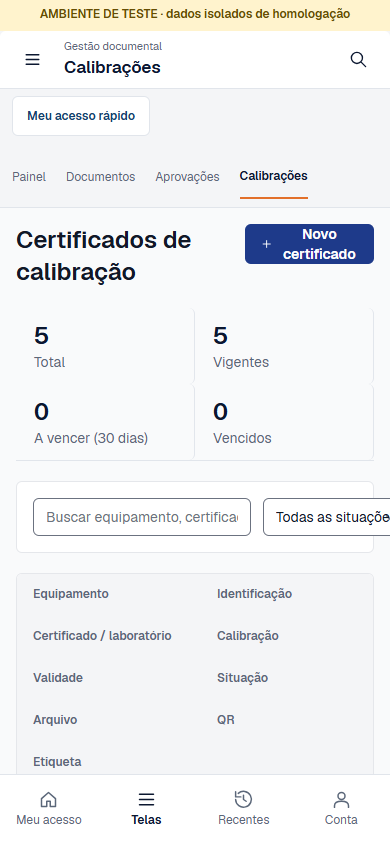 AMBIENTE DE TESTE · dados isolados de homologação
Gestão documental
Calibrações
Meu acesso rápido
Painel Documentos Aprovações Calibrações
Certificados de
calibração
+ Novo
certificado
5 5
Total Vigentes
0 0
A vencer (30 dias) Vencidos
Buscar equipamento, certifica Todas as situaçõe
Equipamento Identificação
Certificado / laboratório Calibração
Validade Situação
Arquivo QR
Etiqueta
Meu acesso Telas Recentes Conta